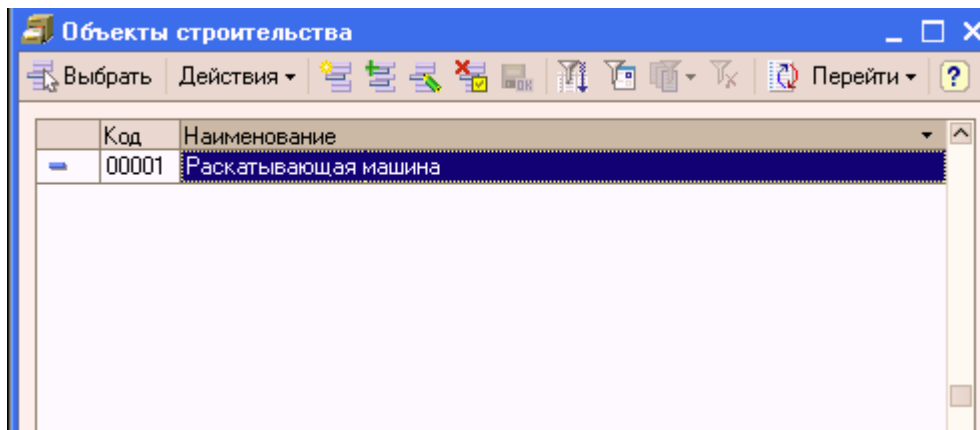 Объекты строительства
Выбрать Действия Перейти ?
Код Наименование
00001 Раскатывающая машина